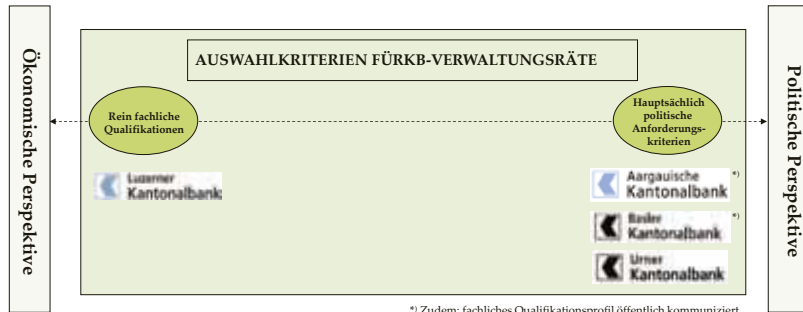 Ökonomische Perspektive
AUSWAHLKRITERIEN FÜRKB-VERWALTUNGSRÄTE
Politische Perspektive
Rein fachliche
Qualifikationen
Hauptsächlich
politische
Anforderungs-
kriterien
Luzerner
Kantonalbank
Aargauische *)
Kantonalbank
Basler *)
Kantonalbank
Urner
Kantonalbank
*) Zudem: fachliches Qualifikationsprofil öffentlich kommuniziert